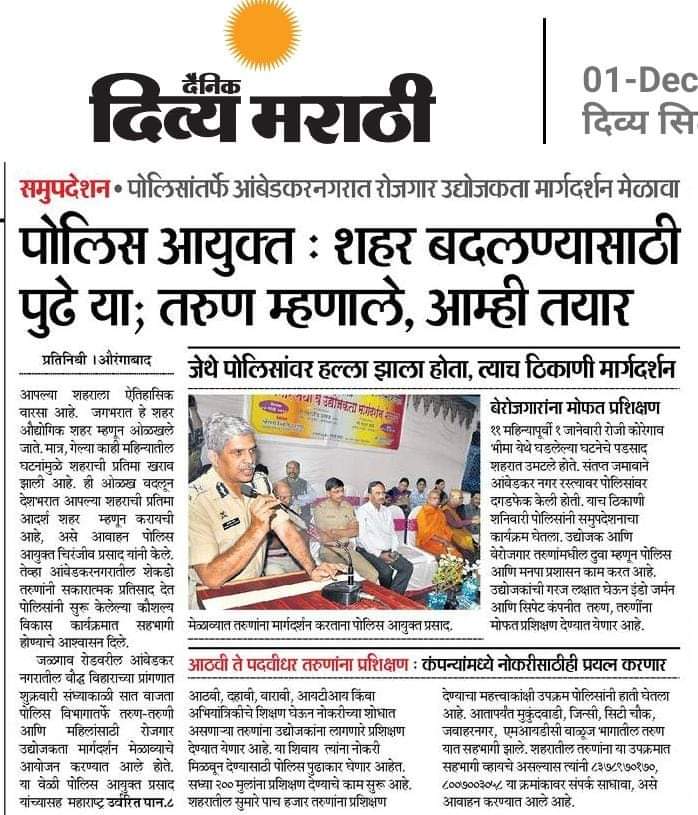 दैनिक
दिव्य मराठी
01-Dec
दिव्य सि
समुपदेशन • पोलिसांतर्फे आंबेडकरनगरात रोजगार उद्योजकता मार्गदर्शन मेळावा
पोलिस आयुक्त : शहर बदलण्यासाठी
पुढे या; तरुण म्हणाले, आम्ही तयार
प्रतिनिधी । औरंगाबाद
आपल्या शहराला ऐतिहासिक
वारसा आहे. जगभरात हे शहर
औद्योगिक शहर म्हणून ओळखले
जाते. मात्र, गेल्या काही महिन्यातील
घटनांमुळे शहराची प्रतिमा खराब
झाली आहे. ही ओळख बदलून
देशभरात आपल्या शहराची प्रतिमा
आदर्श शहर म्हणून करायची
आहे, असे आवाहन पोलिस
आयुक्त चिरंजीव प्रसाद यांनी केले.
तेव्हा आंबेडकरनगरातील शेकडो
तरुणांनी सकारात्मक प्रतिसाद देत
पोलिसांनी सुरू केलेल्या कौशल्य
विकास कार्यक्रमात सहभागी
होण्याचे आश्वासन दिले.
जळगाव रोडवरील आंबेडकर
नगरातील बौद्ध विहाराच्या प्रांगणात
शुक्रवारी संध्याकाळी सात वाजता
पोलिस विभागातर्फे तरुण-तरुणी
आणि महिलांसाठी रोजगार
उद्योजकता मार्गदर्शन मेळाव्याचे
आयोजन करण्यात आले होते.
या वेळी पोलिस आयुक्त प्रसाद
यांच्यासह महाराष्ट्र उर्वरित पान.८
जेथे पोलिसांवर हल्ला झाला होता, त्याच ठिकाणी मार्गदर्शन
व उद्योजकता मार्गदर्शन
मेळाव्यात तरुणांना मार्गदर्शन करताना पोलिस आयुक्त प्रसाद.
बेरोजगारांना मोफत प्रशिक्षण
११ महिन्यापूर्वी १ जानेवारी रोजी कोरेगाव
भीमा येथे घडलेल्या घटनेचे पडसाद
शहरात उमटले होते. संतप्त जमावाने
आंबेडकर नगर रस्त्यावर पोलिसांवर
दगडफेक केली होती. याच ठिकाणी
शनिवारी पोलिसांनी समुपदेशनाचा
कार्यक्रम घेतला. उद्योजक आणि
बेरोजगार तरुणांमधील दुवा म्हणून पोलिस
आणि मनपा प्रशासन काम करत आहे.
उद्योजकांची गरज लक्षात घेऊन इंडो जर्मन
आणि सिपेट कंपनीत तरुण, तरुणींना
मोफत प्रशिक्षण देण्यात येणार आहे.
आठवी ते पदवीधर तरुणांना प्रशिक्षण : कंपन्यांमध्ये नोकरीसाठीही प्रयत्न करणार
आठवी, दहावी, बारावी, आयटीआय किंवा
अभियांत्रिकीचे शिक्षण घेऊन नोकरीच्या शोधात
असणाऱ्या तरुणांना उद्योजकांना लागणारे प्रशिक्षण
देण्यात येणार आहे. या शिवाय त्यांना नोकरी
मिळवून देण्यासाठी पोलिस पुढाकार घेणार आहेत.
सध्या २०० मुलांना प्रशिक्षण देण्याचे काम सुरू आहे.
शहरातील सुमारे पाच हजार तरुणांना प्रशिक्षण
देण्याचा महत्त्वाकांक्षी उपक्रम पोलिसांनी हाती घेतला
आहे. आतापर्यंत मुकुंदवाडी, जिन्सी, सिटी चौक,
जवाहरनगर, एमआयडीसी वाळूज भागातील तरुण
यात सहभागी झाले. शहरातील तरुणांना या उपक्रमात
सहभागी व्हायचे असल्यास त्यांनी ८३७८९७०१७०,
८००७००३०५८ या क्रमांकावर संपर्क साधावा, असे
आवाहन करण्यात आले आहे.